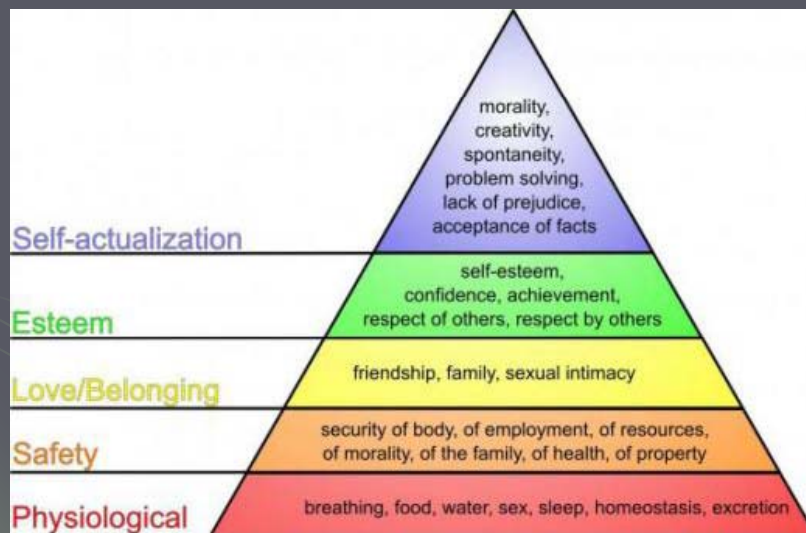 morality,
creativity,
spontaneity,
problem solving,
lack of prejudice,
acceptance of facts
Self-actualization
self-esteem,
confidence, achievement,
respect of others, respect by others
Esteem
friendship, family, sexual intimacy
Love/Belonging
security of body, of employment, of resources,
of morality, of the family, of health, of property
Safety
breathing, food, water, sex, sleep, homeostasis, excretion
Physiological